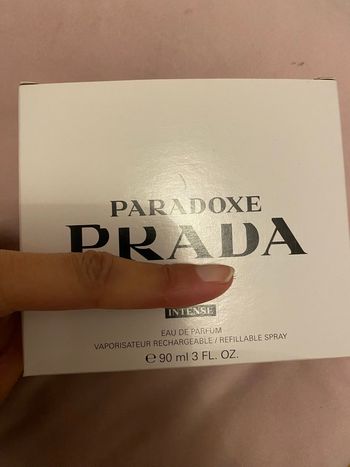 PARADOXE
PRADA
INTENSE
EAU DE PARFUM
VAPORISATEUR RECHARGEABLE / REFILLABLE SPRAY
℮ 90 ml 3 FL. OZ.